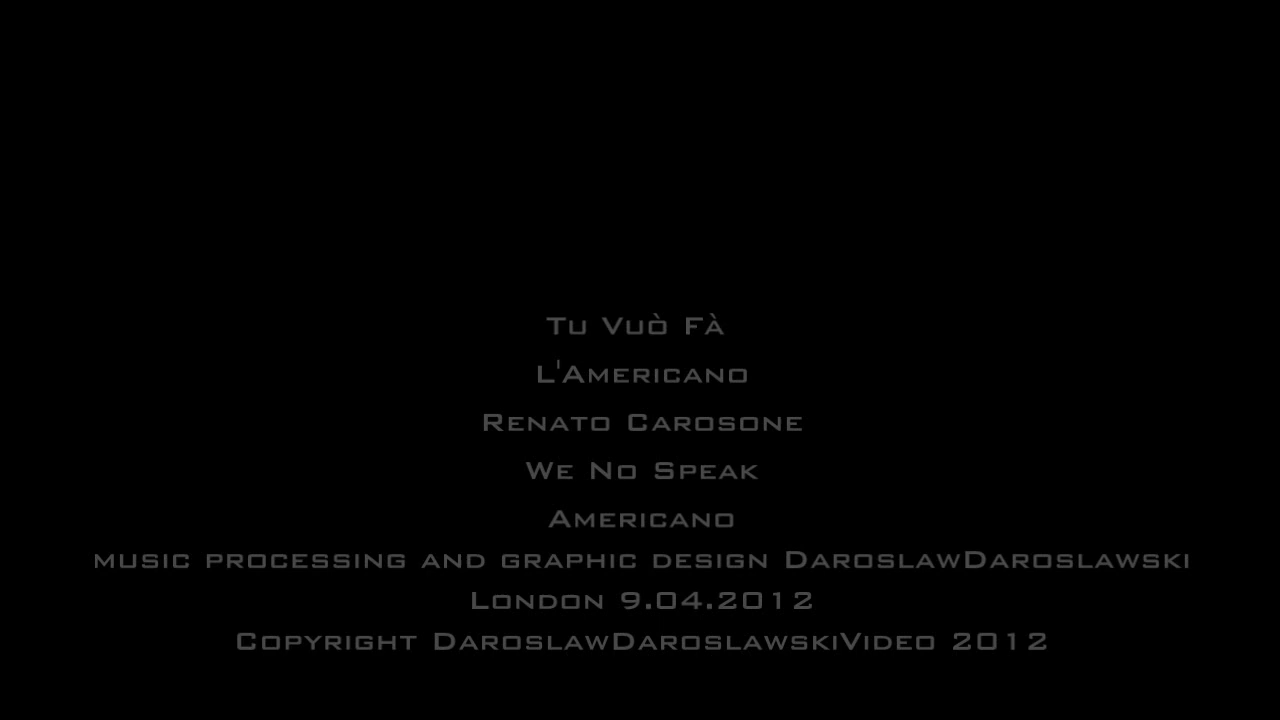 Tu Vuò Fà
L'Americano
Renato Carosone
We No Speak
Americano
music processing and graphic design DaroslawDaroslawski
London 9.04.2012
Copyright DaroslawDaroslawskiVideo 2012